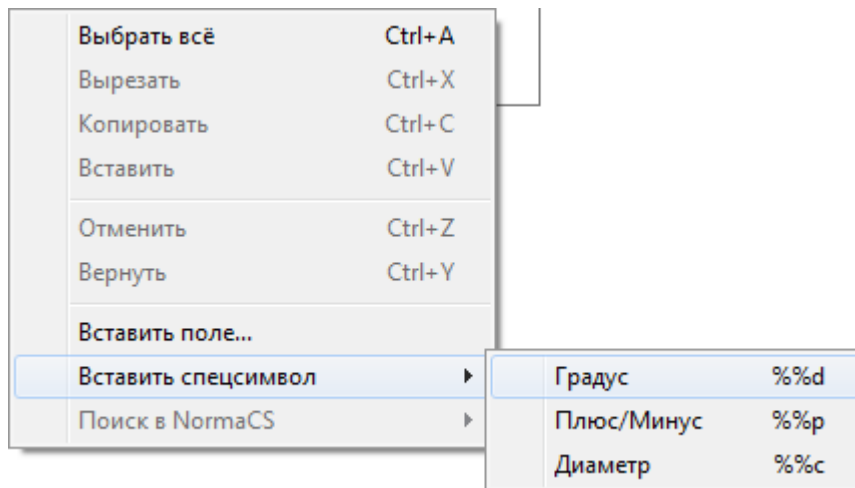 Выбрать всё Ctrl+A
Вырезать Ctrl+X
Копировать Ctrl+C
Вставить Ctrl+V
Отменить Ctrl+Z
Вернуть Ctrl+Y
Вставить поле...
Вставить спецсимвол
Градус %%d
Поиск в NormaCS
Плюс/Минус %%p
Диаметр %%c